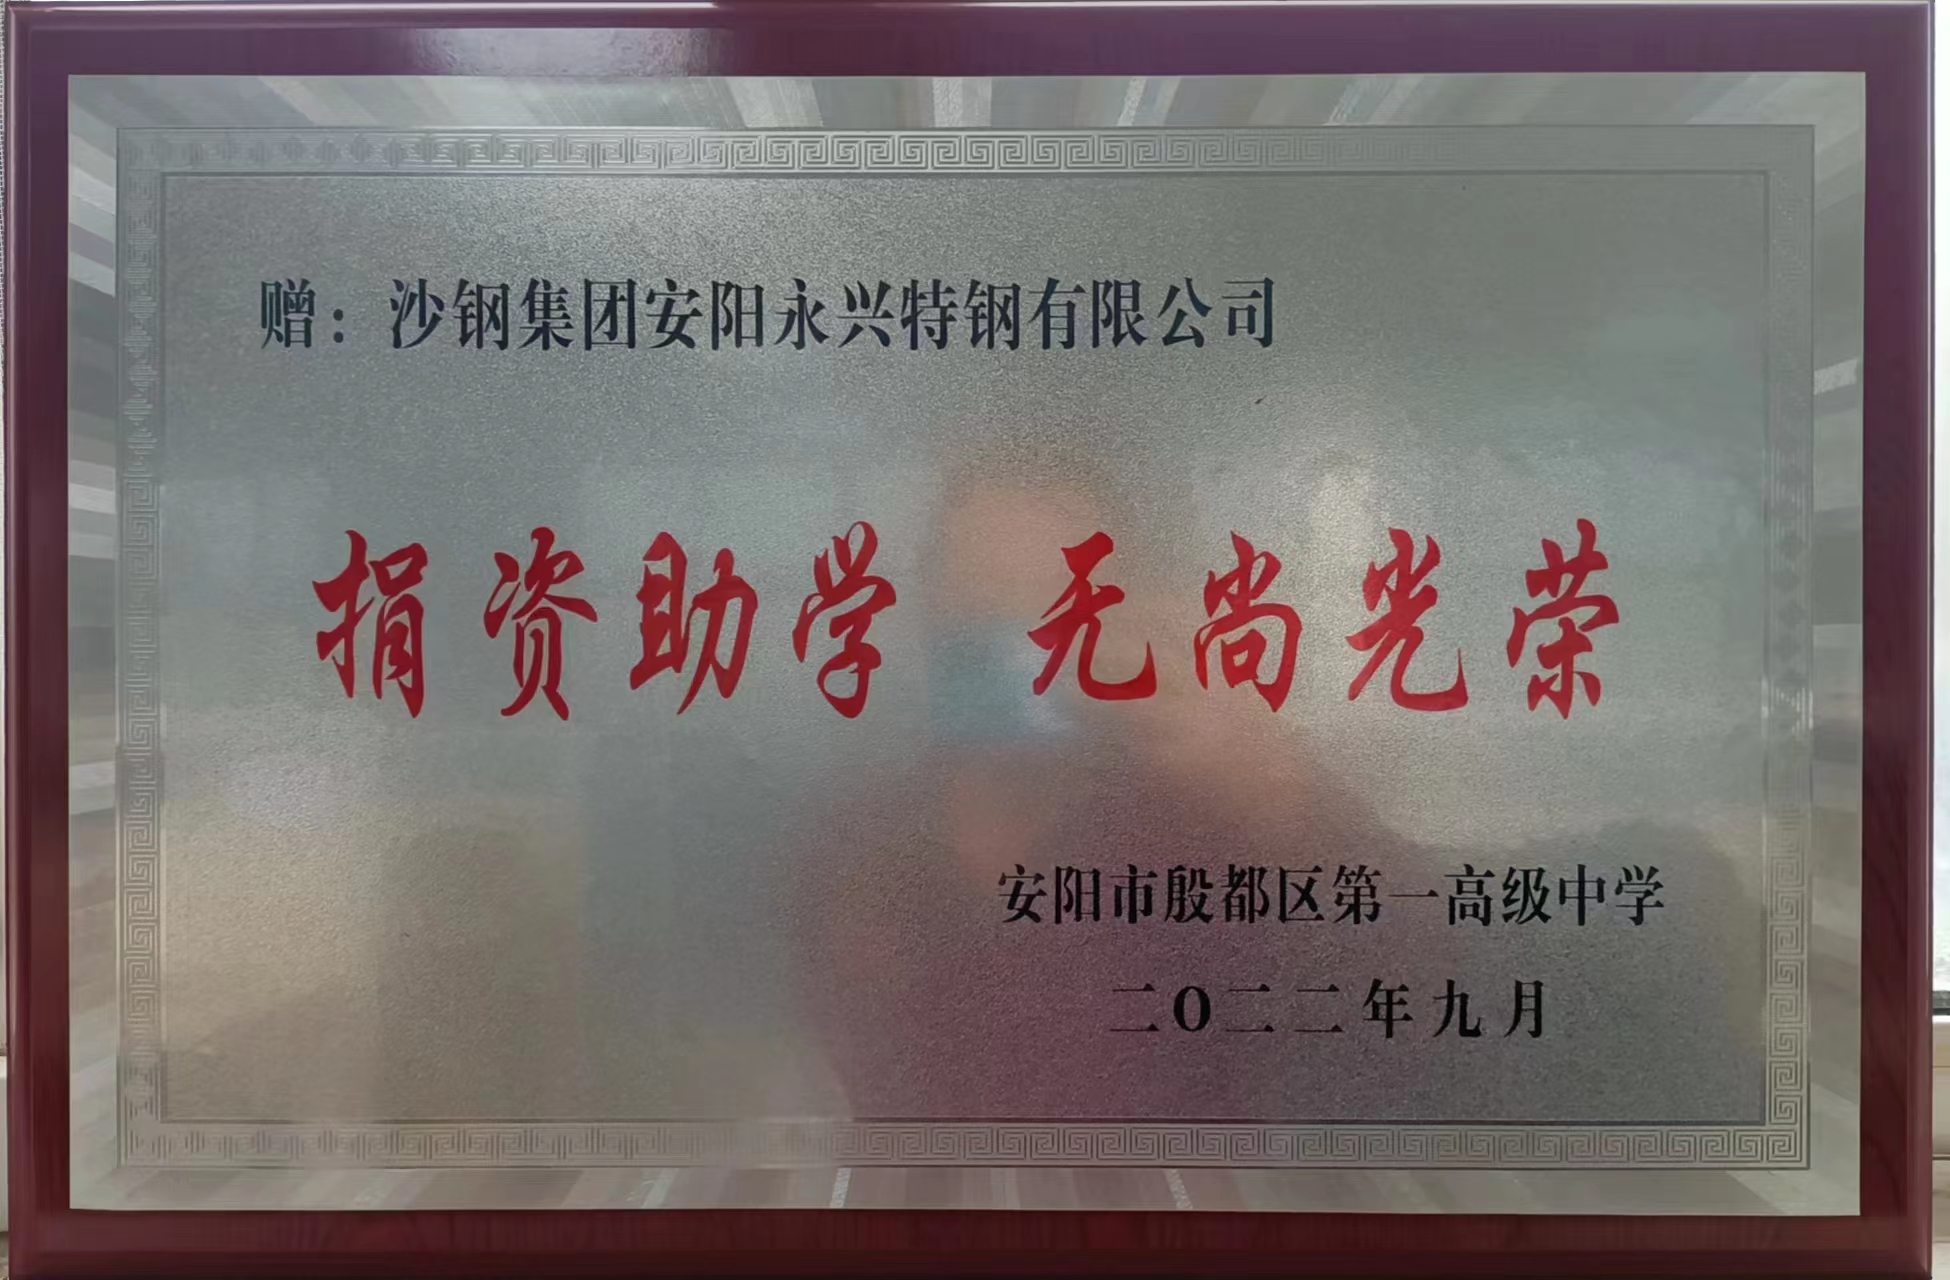 赠：沙钢集团安阳永兴特钢有限公司
捐资助学 无尚光荣
安阳市殷都区第一高级中学
二〇二二年九月